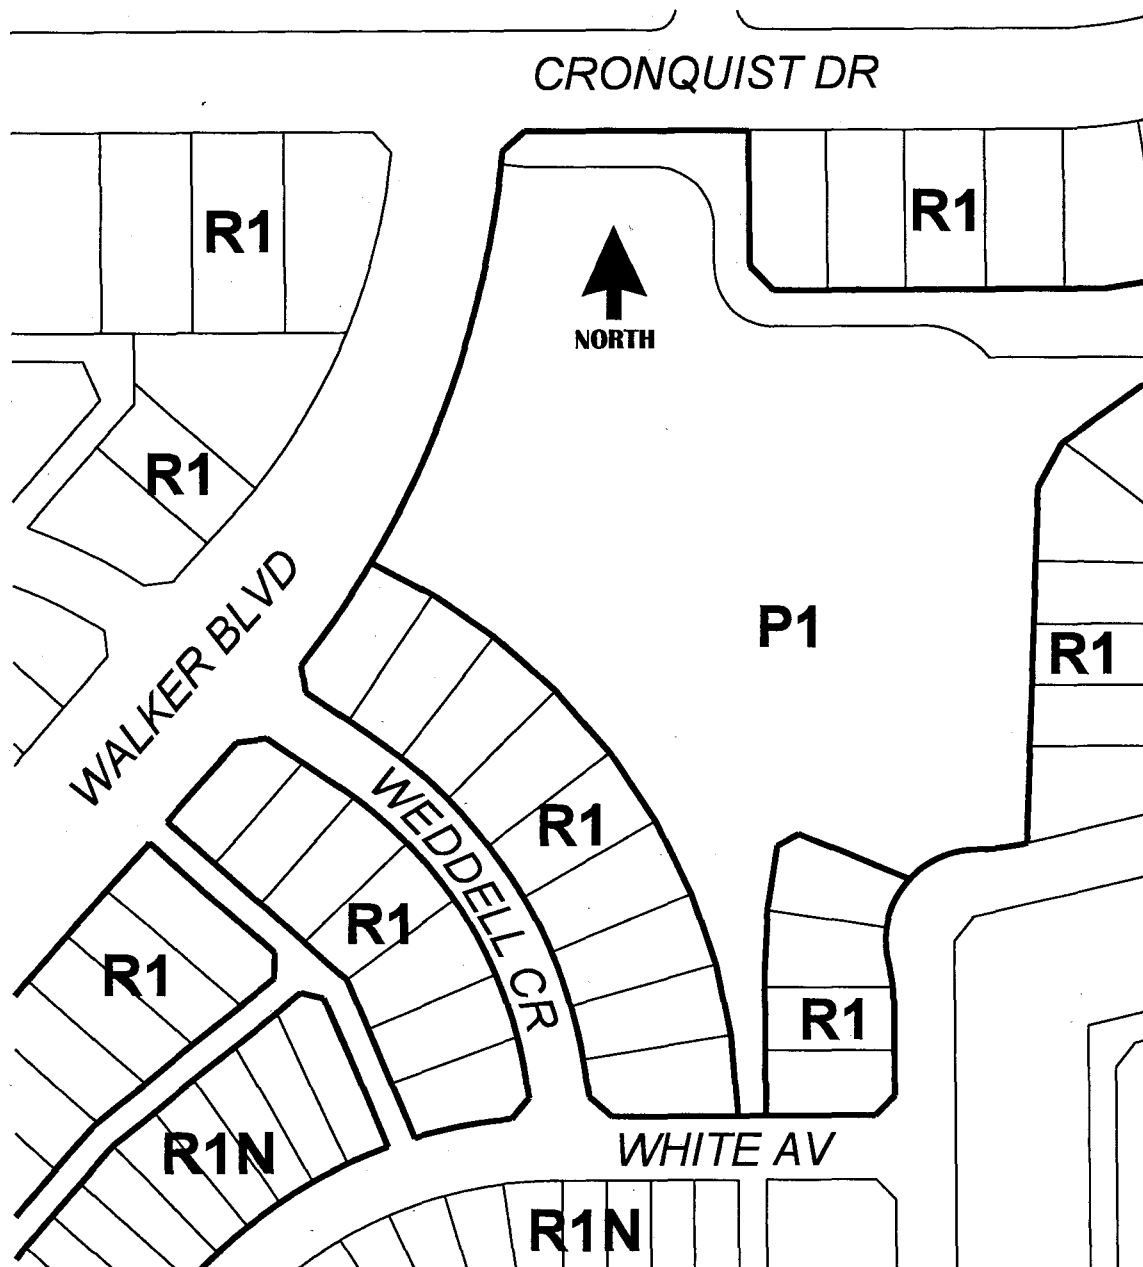 CRONQUIST DR
R1
R1
NORTH
R1
WALKER BLVD
P1
R1
WEDDELL CR
R1
R1
R1
R1
R1N
WHITE AV
R1N